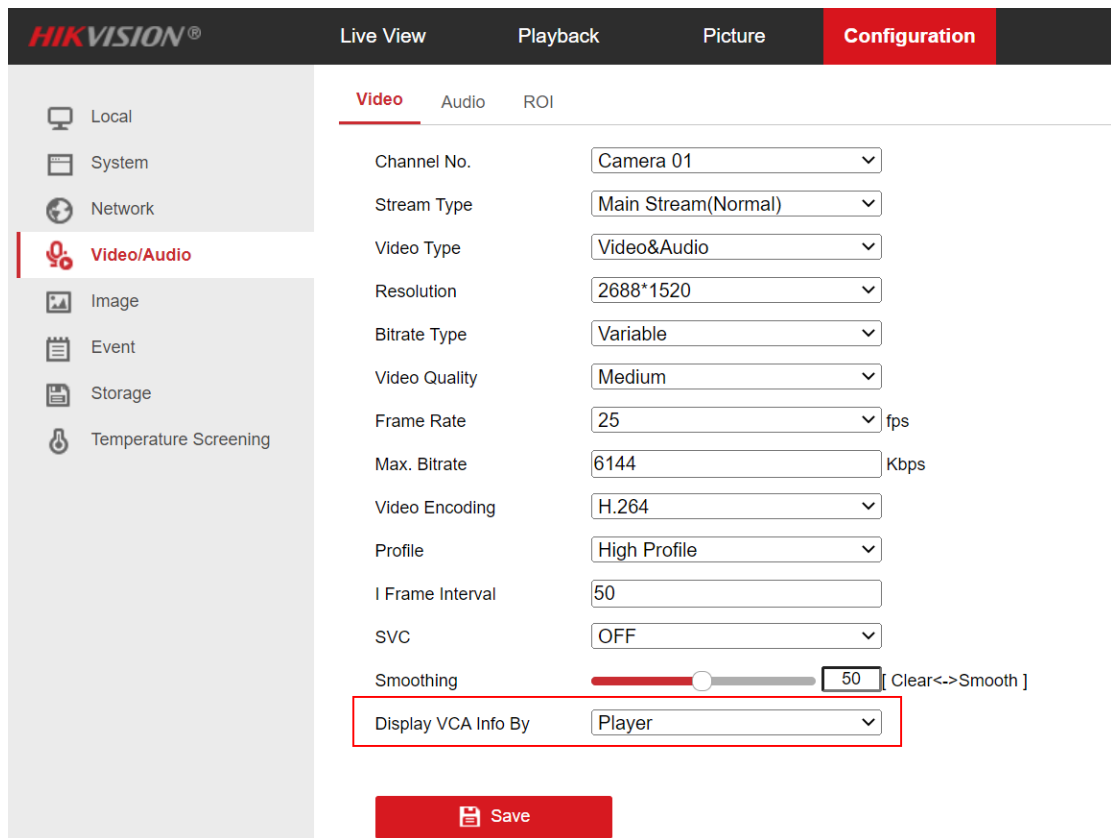 HIKVISION® Live View Playback Picture Configuration
Local
System
Network
Video/Audio
Image
Event
Storage
Temperature Screening
Video Audio ROI
Channel No. Camera 01
Stream Type Main Stream(Normal)
Video Type Video&Audio
Resolution 2688*1520
Bitrate Type Variable
Video Quality Medium
Frame Rate 25 fps
Max. Bitrate 6144 Kbps
Video Encoding H.264
Profile High Profile
I Frame Interval 50
SVC OFF
Smoothing 50 [ Clear<->Smooth ]
Display VCA Info By Player
Save